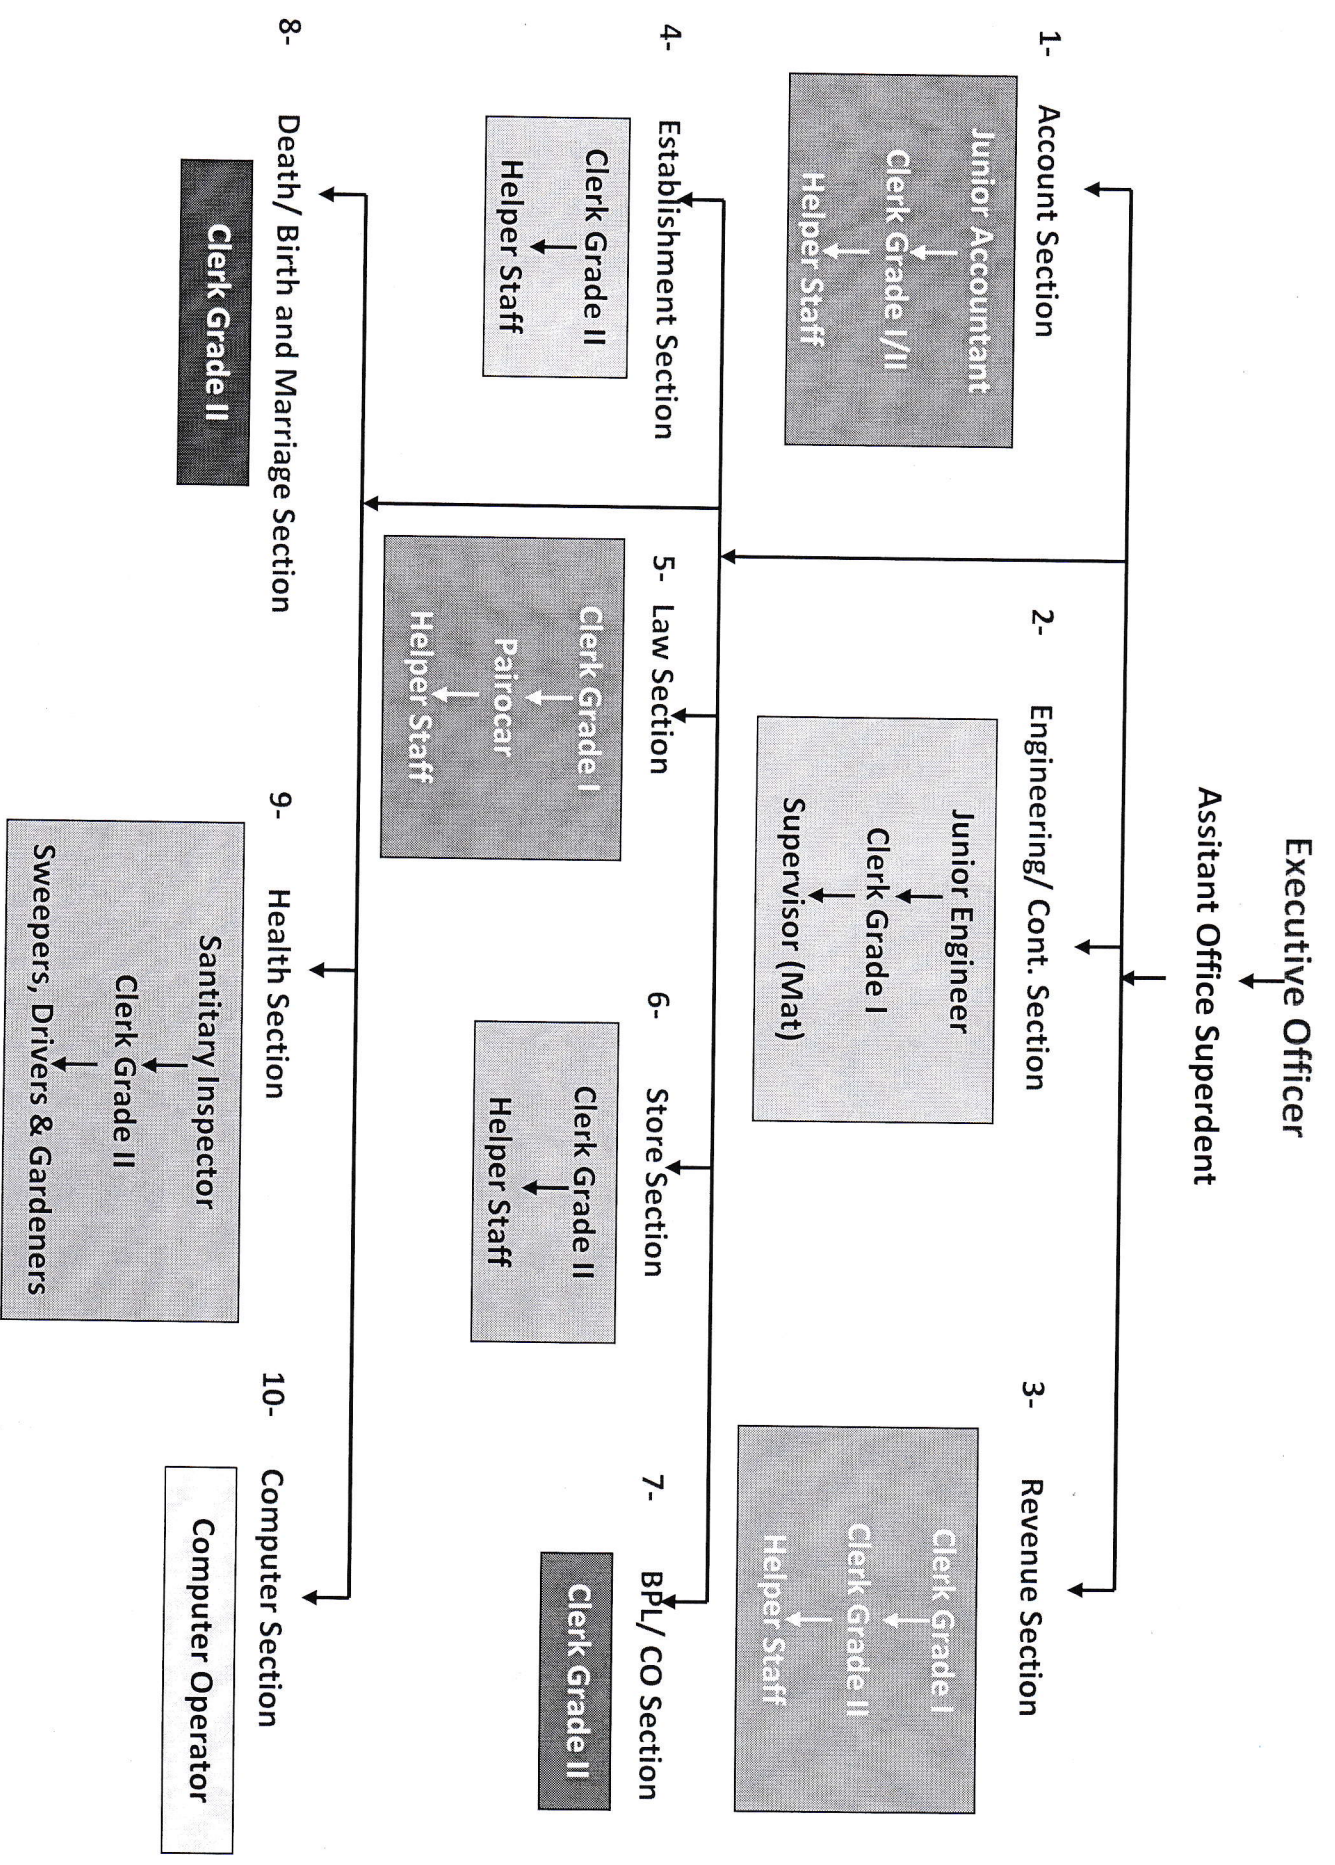 Executive Officer
Assitant Office Superdent
1- Account Section
Junior Accountant
Clerk Grade I/II
Helper Staff
2- Engineering/ Cont. Section
Junior Engineer
Clerk Grade I
Supervisor (Mat)
3- Revenue Section
Clerk Grade I
Clerk Grade II
Helper Staff
4- Establishment Section
Clerk Grade II
Helper Staff
5- Law Section
Clerk Grade I
Pairocar
Helper Staff
6- Store Section
Clerk Grade II
Helper Staff
7- BPL/ CO Section
Clerk Grade II
8- Death/ Birth and Marriage Section
Clerk Grade II
9- Health Section
Santitary Inspector
Clerk Grade II
Sweepers, Drivers & Gardeners
10- Computer Section
Computer Operator